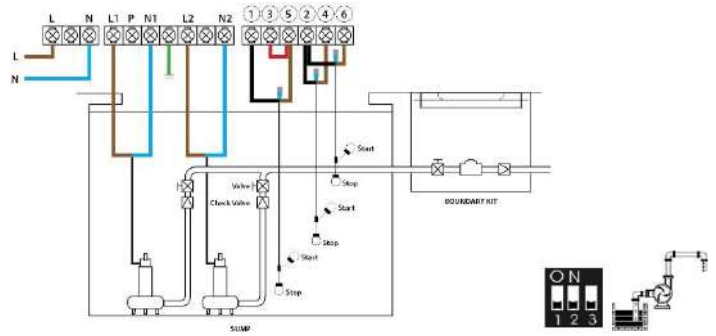 L N L1 P N1 L2 N2 1 3 5 2 4 6
L
N
Start
Stop
Valve
Check Valve
Start
Stop
Start
Stop
BOUNDARY KIT
SUMP
ON
1 2 3